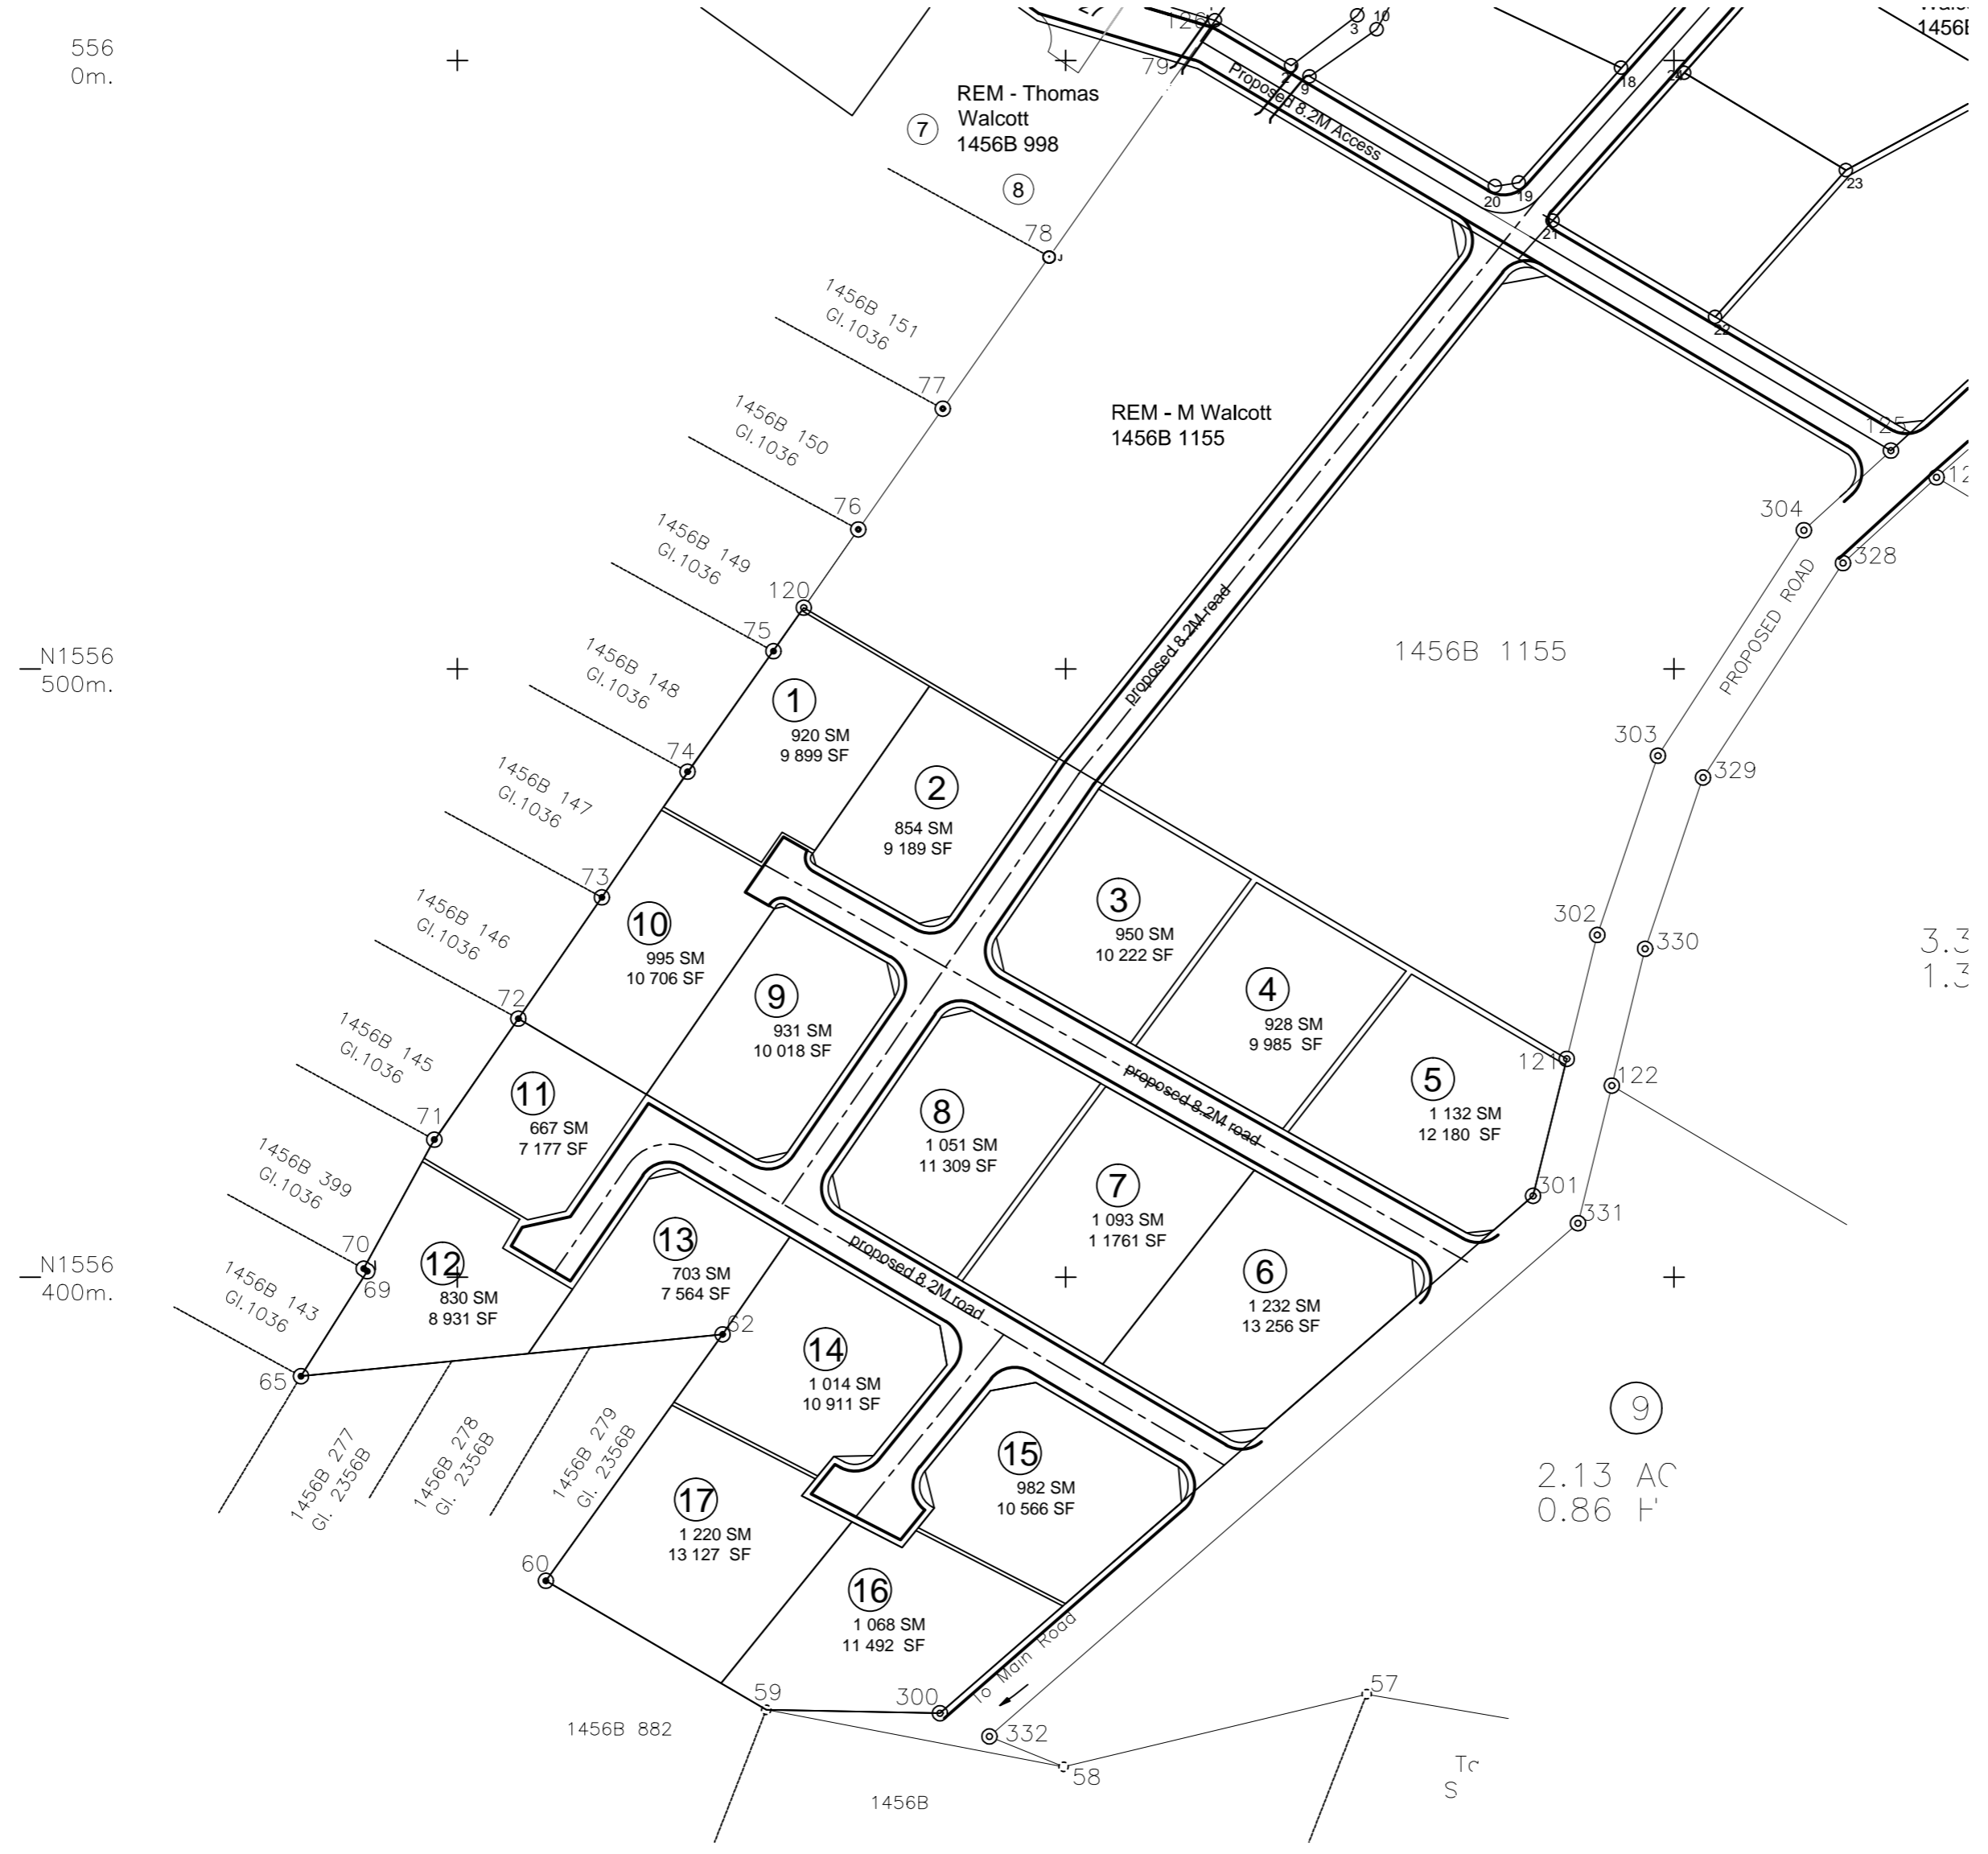 556
0m.
27
126
79
1456B
REM - Thomas
Walcott
1456B 998
7
8
3
10
2
9
18
24
23
20
19
21
22
Proposed 8.2M Access
78
1456B 151
Gl.1036
77
1456B 150
Gl.1036
76
REM - M Walcott
1456B 1155
125
12
304
328
1456B 149
Gl.1036
120
75
proposed 8.2M road
PROPOSED ROAD
1456B 1155
N1556
500m.
1456B 148
Gl.1036
74
1
920 SM
9 899 SF
303
329
1456B 147
Gl.1036
73
2
854 SM
9 189 SF
1456B 146
Gl.1036
72
10
995 SM
10 706 SF
3
950 SM
10 222 SF
302
330
3.3
1.3
9
931 SM
10 018 SF
4
928 SM
9 985 SF
1456B 145
Gl.1036
71
11
667 SM
7 177 SF
8
1 051 SM
11 309 SF
proposed 8.2M road
5
1 132 SM
12 180 SF
121
122
1456B 399
Gl.1036
70
69
7
1 093 SM
1 1761 SF
301
331
N1556
400m.
1456B 143
Gl.1036
12
830 SM
8 931 SF
13
703 SM
7 564 SF
proposed 8.2M road
6
1 232 SM
13 256 SF
62
65
14
1 014 SM
10 911 SF
9
2.13 AC
0.86 H
1456B 277
Gl. 2356B
1456B 278
Gl. 2356B
1456B 279
Gl. 2356B
15
982 SM
10 566 SF
17
1 220 SM
13 127 SF
60
16
1 068 SM
11 492 SF
To Main Road
59
300
57
1456B 882
332
58
To
S
1456B